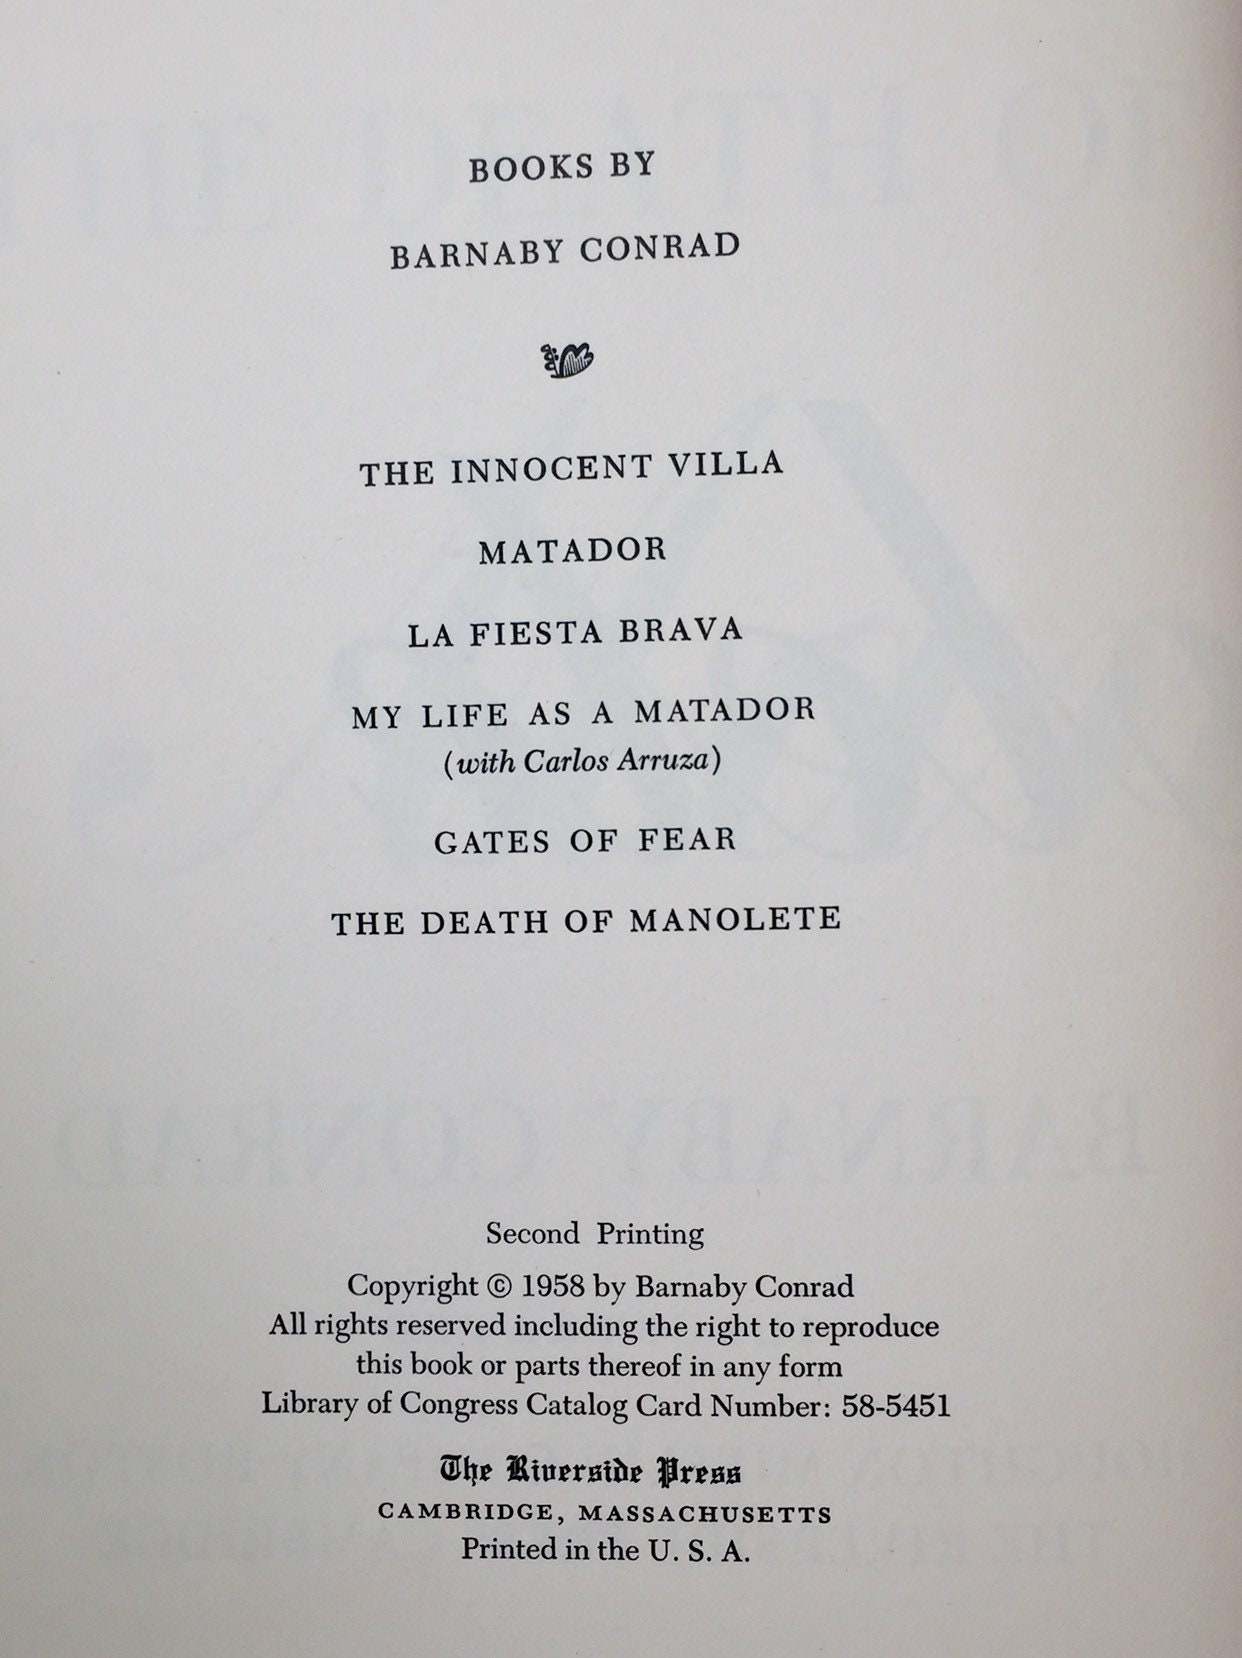 BOOKS BY
BARNABY CONRAD
THE INNOCENT VILLA
MATADOR
LA FIESTA BRAVA
MY LIFE AS A MATADOR
(with Carlos Arruza)
GATES OF FEAR
THE DEATH OF MANOLETE
Second Printing
Copyright © 1958 by Barnaby Conrad
All rights reserved including the right to reproduce
this book or parts thereof in any form
Library of Congress Catalog Card Number: 58-5451
The Riverside Press
CAMBRIDGE, MASSACHUSETTS
Printed in the U. S. A.